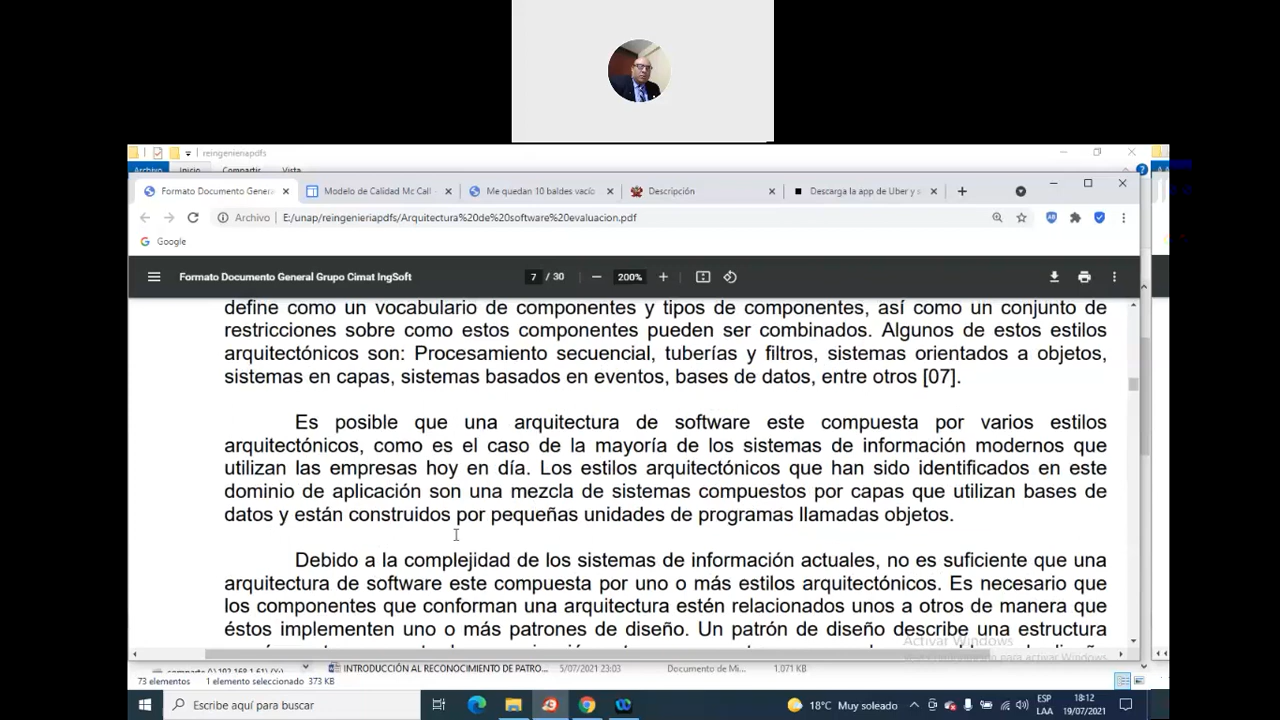 reingenienapdfs
Archivo Inicio Compartir Vista
Formato Documento Genera
Modelo de Calidad Mc Call -
Me quedan 10 baldes vacío
Descripción
Descarga la app de Uber y s
Archivo | E:/unap/reingenieriapdfs/Arquitectura%20de%20software%20evaluacion.pdf
Google
Formato Documento General Grupo Cimat IngSoft
7 / 30
200%
define como un vocabulario de componentes y tipos de componentes, así como un conjunto de
restricciones sobre como estos componentes pueden ser combinados. Algunos de estos estilos
arquitectónicos son: Procesamiento secuencial, tuberías y filtros, sistemas orientados a objetos,
sistemas en capas, sistemas basados en eventos, bases de datos, entre otros [07].
Es posible que una arquitectura de software este compuesta por varios estilos
arquitectónicos, como es el caso de la mayoría de los sistemas de información modernos que
utilizan las empresas hoy en día. Los estilos arquitectónicos que han sido identificados en este
dominio de aplicación son una mezcla de sistemas compuestos por capas que utilizan bases de
datos y están construidos por pequeñas unidades de programas llamadas objetos.
Debido a la complejidad de los sistemas de información actuales, no es suficiente que una
arquitectura de software este compuesta por uno o más estilos arquitectónicos. Es necesario que
los componentes que conforman una arquitectura estén relacionados unos a otros de manera que
éstos implementen uno o más patrones de diseño. Un patrón de diseño describe una estructura
Activar Windows
INTRODUCCIÓN AL RECONOCIMIENTO DE PATRO... 5/07/2021 23:03 Documento de Mi... 1.071 KB
73 elementos 1 elemento seleccionado 373 KB
Escribe aquí para buscar
18°C Muy soleado
ESP
LAA
18:12
19/07/2021